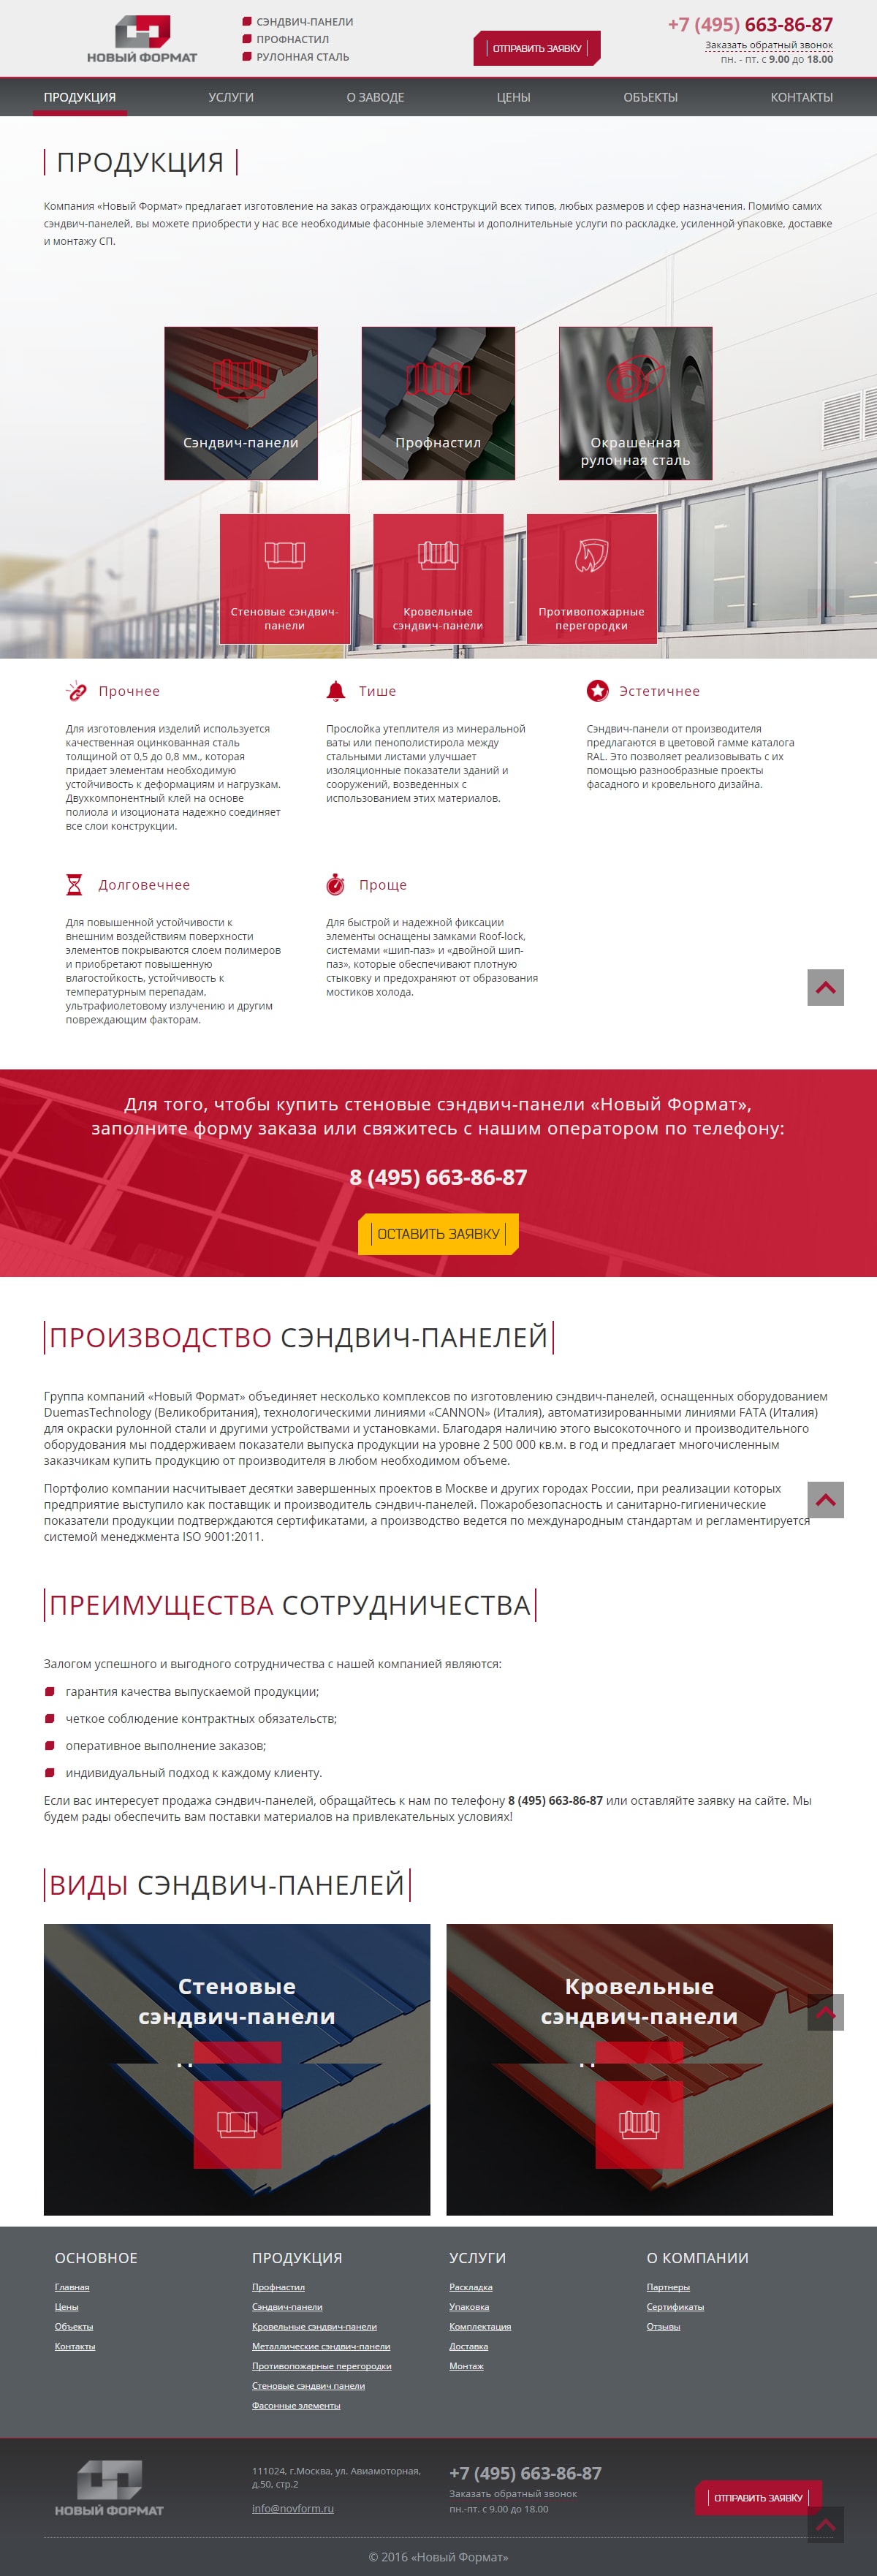 НОВЫЙ ФОРМАТ
СЭНДВИЧ-ПАНЕЛИ
ПРОФНАСТИЛ
РУЛОННАЯ СТАЛЬ
ОТПРАВИТЬ ЗАЯВКУ
+7 (495) 663-86-87
Заказать обратный звонок
пн. - пт. с 9.00 до 18.00
ПРОДУКЦИЯ УСЛУГИ О ЗАВОДЕ ЦЕНЫ ОБЪЕКТЫ КОНТАКТЫ
ПРОДУКЦИЯ
Компания «Новый Формат» предлагает изготовление на заказ ограждающих конструкций всех типов, любых размеров и сфер назначения. Помимо самих
сэндвич-панелей, вы можете приобрести у нас все необходимые фасонные элементы и дополнительные услуги по раскладке, усиленной упаковке, доставке
и монтажу СП.
Сэндвич-панели
Профнастил
Окрашенная
рулонная сталь
Стеновые сэндвич-
панели
Кровельные
сэндвич-панели
Противопожарные
перегородки
Прочнее
Для изготовления изделий используется
качественная оцинкованная сталь
толщиной от 0,5 до 0,8 мм., которая
придает элементам необходимую
устойчивость к деформациям и нагрузкам.
Двухкомпонентный клей на основе
полиола и изоционата надежно соединяет
все слои конструкции.
Тише
Прослойка утеплителя из минеральной
ваты или пенополистирола между
стальными листами улучшает
изоляционные показатели зданий и
сооружений, возведенных с
использованием этих материалов.
Эстетичнее
Сэндвич-панели от производителя
предлагаются в цветовой гамме каталога
RAL. Это позволяет реализовывать с их
помощью разнообразные проекты
фасадного и кровельного дизайна.
Долговечнее
Для повышенной устойчивости к
внешним воздействиям поверхности
элементов покрываются слоем полимеров
и приобретают повышенную
влагостойкость, устойчивость к
температурным перепадам,
ультрафиолетовому излучению и другим
повреждающим факторам.
Проще
Для быстрой и надежной фиксации
элементы оснащены замками Roof-lock,
системами «шип-паз» и «двойной шип-
паз», которые обеспечивают плотную
стыковку и предохраняют от образования
мостиков холода.
Для того, чтобы купить стеновые сэндвич-панели «Новый Формат»,
заполните форму заказа или свяжитесь с нашим оператором по телефону:
8 (495) 663-86-87
ОСТАВИТЬ ЗАЯВКУ
ПРОИЗВОДСТВО СЭНДВИЧ-ПАНЕЛЕЙ
Группа компаний «Новый Формат» объединяет несколько комплексов по изготовлению сэндвич-панелей, оснащенных оборудованием
DuemasTechnology (Великобритания), технологическими линиями «CANNON» (Италия), автоматизированными линиями FATA (Италия)
для окраски рулонной стали и другими устройствами и установками. Благодаря наличию этого высокоточного и производительного
оборудования мы поддерживаем показатели выпуска продукции на уровне 2 500 000 кв.м. в год и предлагает многочисленным
заказчикам купить продукцию от производителя в любом необходимом объеме.
Портфолио компании насчитывает десятки завершенных проектов в Москве и других городах России, при реализации которых
предприятие выступило как поставщик и производитель сэндвич-панелей. Пожаробезопасность и санитарно-гигиенические
показатели продукции подтверждаются сертификатами, а производство ведется по международным стандартам и регламентируется
системой менеджмента ISO 9001:2011.
ПРЕИМУЩЕСТВА СОТРУДНИЧЕСТВА
Залогом успешного и выгодного сотрудничества с нашей компанией являются:
гарантия качества выпускаемой продукции;
четкое соблюдение контрактных обязательств;
оперативное выполнение заказов;
индивидуальный подход к каждому клиенту.
Если вас интересует продажа сэндвич-панелей, обращайтесь к нам по телефону 8 (495) 663-86-87 или оставляйте заявку на сайте. Мы
будем рады обеспечить вам поставки материалов на привлекательных условиях!
ВИДЫ СЭНДВИЧ-ПАНЕЛЕЙ
Стеновые
сэндвич-панели
Кровельные
сэндвич-панели
ОСНОВНОЕ
Главная
Цены
Объекты
Контакты
ПРОДУКЦИЯ
Профнастил
Сэндвич-панели
Кровельные сэндвич-панели
Металлические сэндвич-панели
Противопожарные перегородки
Стеновые сэндвич панели
Фасонные элементы
УСЛУГИ
Раскладка
Упаковка
Комплектация
Доставка
Монтаж
О КОМПАНИИ
Партнеры
Сертификаты
Отзывы
НОВЫЙ ФОРМАТ
111024, г.Москва, ул. Авиамоторная,
д.50, стр.2
info@novform.ru
+7 (495) 663-86-87
Заказать обратный звонок
пн.-пт. с 9.00 до 18.00
ОТПРАВИТЬ ЗАЯВКУ
© 2016 «Новый Формат»